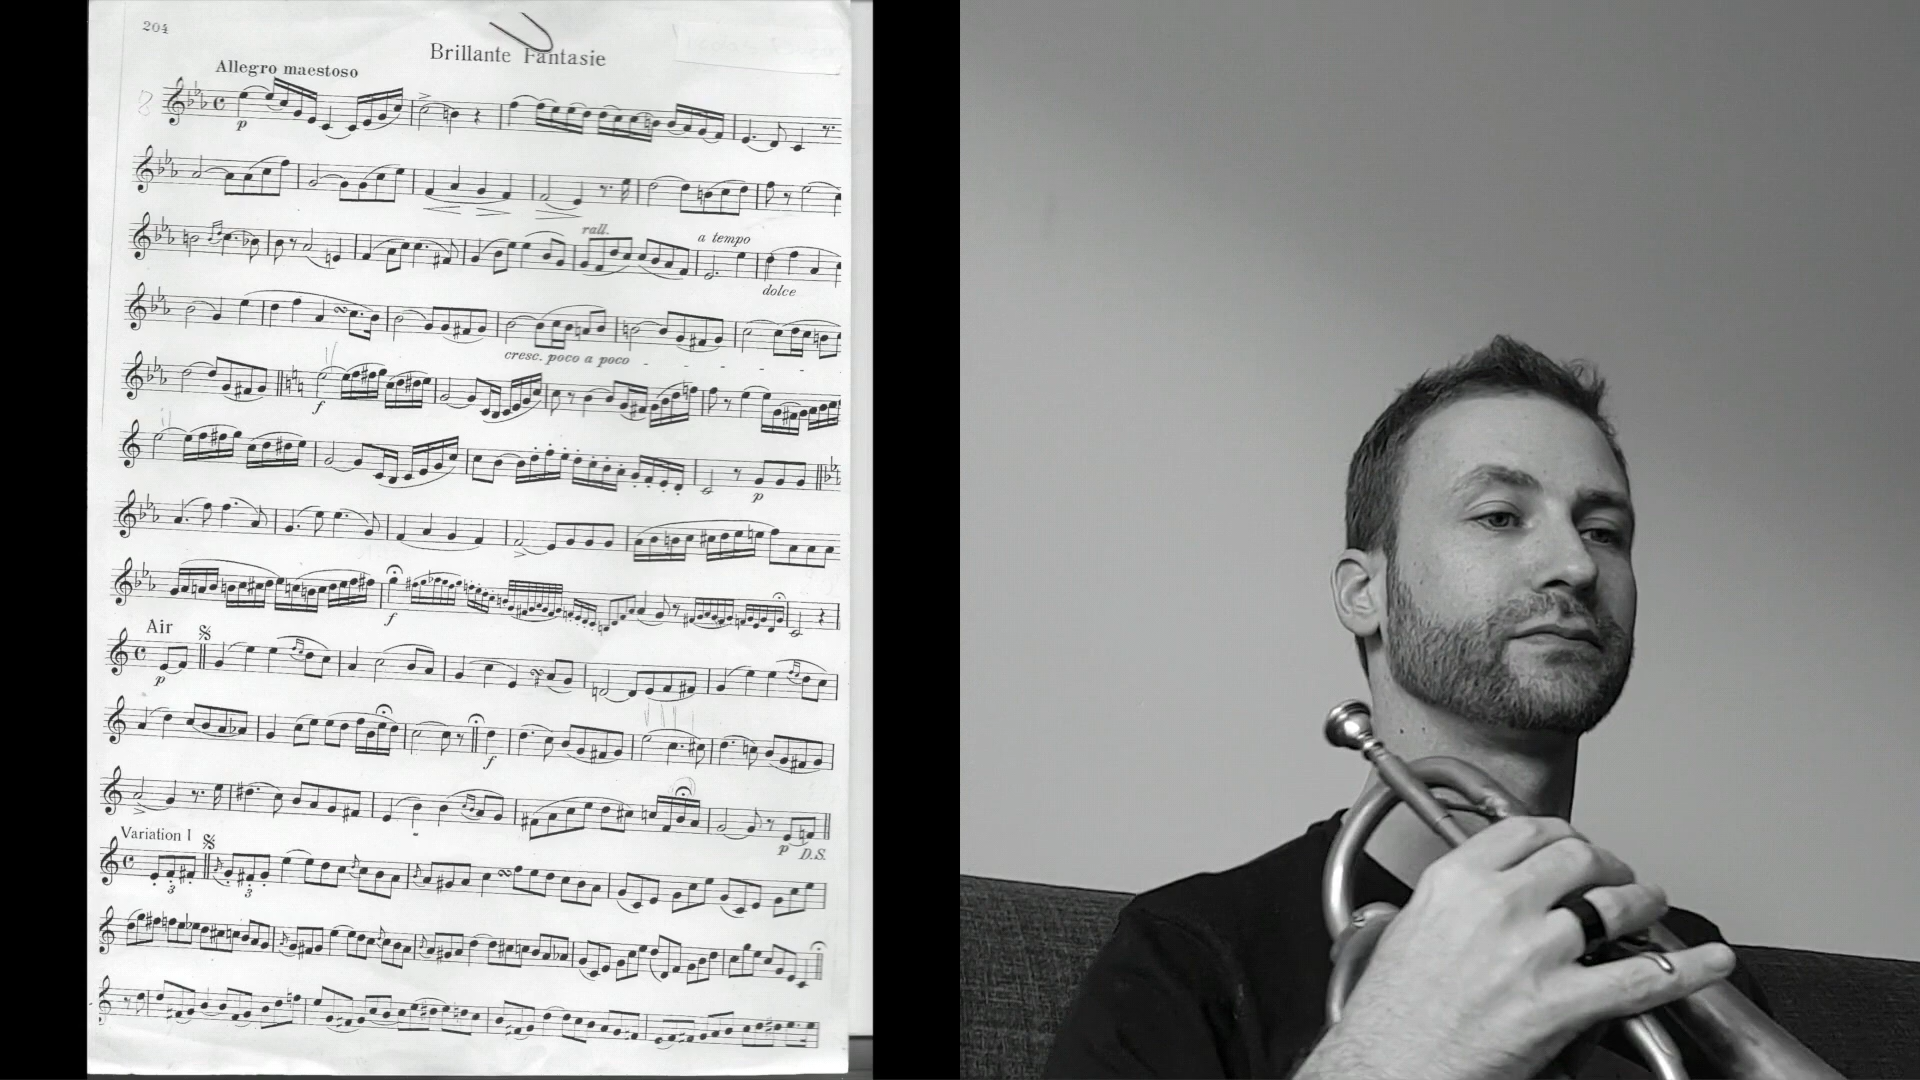 204
Brillante Fantasie
Allegro maestoso
p
rall.
a tempo
dolce
cresc. poco a poco - - - - -
f
p
f
Air
p
f
p D.S.
Variation I
3 3